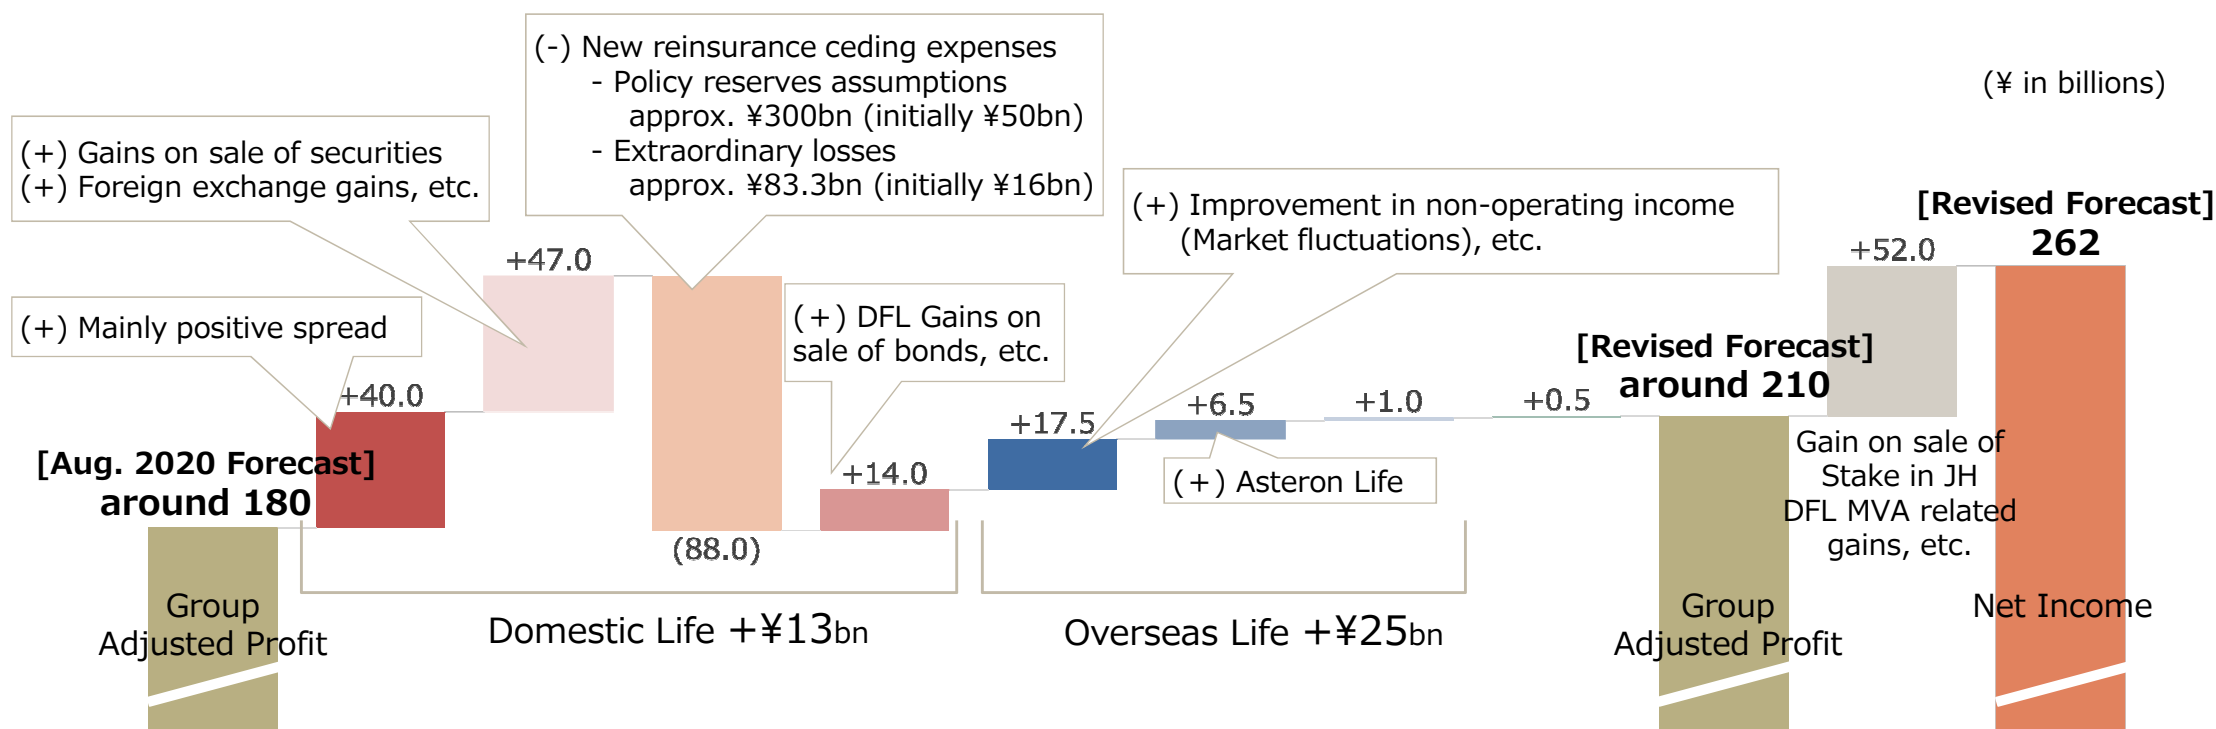 (-) New reinsurance ceding expenses
- Policy reserves assumptions
approx. ¥300bn (initially ¥50bn)
- Extraordinary losses
approx. ¥83.3bn (initially ¥16bn)
(¥ in billions)
(+) Gains on sale of securities
(+) Foreign exchange gains, etc.
(+) Improvement in non-operating income
(Market fluctuations), etc.
[Revised Forecast]
262
+47.0
+52.0
(+) Mainly positive spread
(+) DFL Gains on
sale of bonds, etc.
[Revised Forecast]
around 210
+40.0
+17.5
+6.5
+1.0
+0.5
[Aug. 2020 Forecast]
around 180
+14.0
(+) Asteron Life
Gain on sale of
Stake in JH
DFL MVA related
gains, etc.
(88.0)
Group
Adjusted Profit
Domestic Life +¥13bn
Overseas Life +¥25bn
Group
Adjusted Profit
Net Income